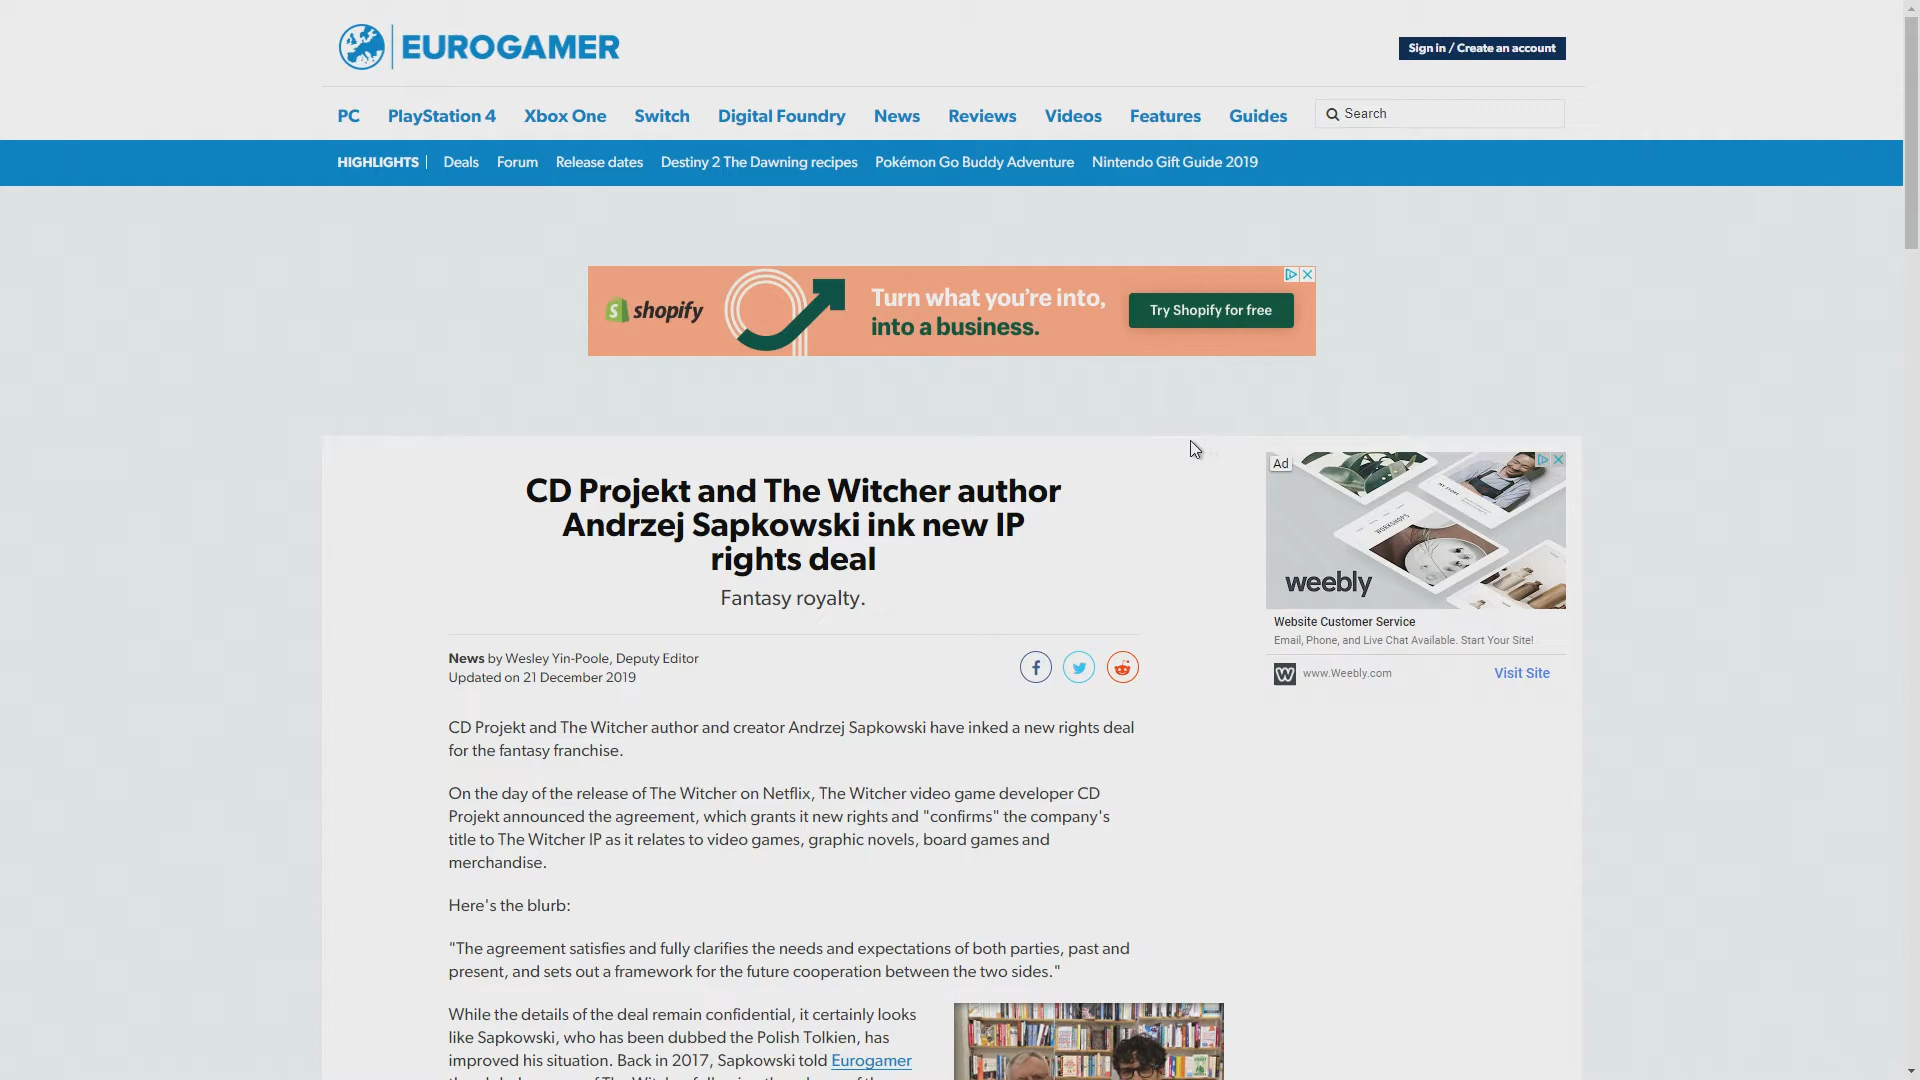 EUROGAMER
Sign in / Create an account
PC PlayStation 4 Xbox One Switch Digital Foundry News Reviews Videos Features Guides Search
HIGHLIGHTS Deals Forum Release dates Destiny 2 The Dawning recipes Pokémon Go Buddy Adventure Nintendo Gift Guide 2019
shopify
Turn what you're into,
into a business.
Try Shopify for free
CD Projekt and The Witcher author
Andrzej Sapkowski ink new IP
rights deal
Fantasy royalty.
News by Wesley Yin-Poole, Deputy Editor
Updated on 21 December 2019
CD Projekt and The Witcher author and creator Andrzej Sapkowski have inked a new rights deal
for the fantasy franchise.
On the day of the release of The Witcher on Netflix, The Witcher video game developer CD
Projekt announced the agreement, which grants it new rights and "confirms" the company's
title to The Witcher IP as it relates to video games, graphic novels, board games and
merchandise.
Here's the blurb:
"The agreement satisfies and fully clarifies the needs and expectations of both parties, past and
present, and sets out a framework for the future cooperation between the two sides."
While the details of the deal remain confidential, it certainly looks
like Sapkowski, who has been dubbed the Polish Tolkien, has
improved his situation. Back in 2017, Sapkowski told Eurogamer
Ad
MY STORY
WORKSHOPS
weebly
Website Customer Service
Email, Phone, and Live Chat Available. Start Your Site!
www.Weebly.com
Visit Site